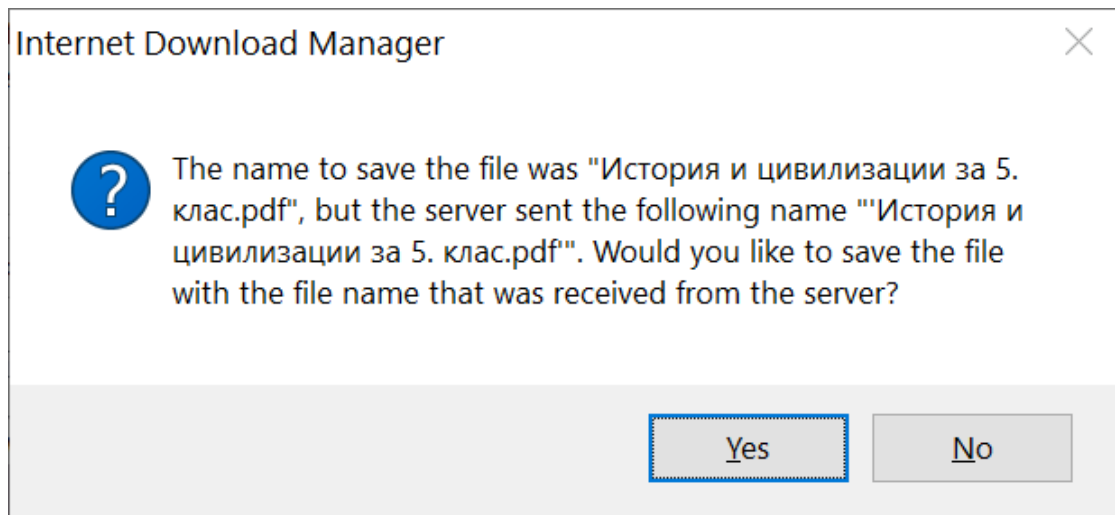 Internet Download Manager
The name to save the file was "История и цивилизации за 5.
клас.pdf", but the server sent the following name "'История и
цивилизации за 5. клас.pdf'". Would you like to save the file
with the file name that was received from the server?
Yes
No